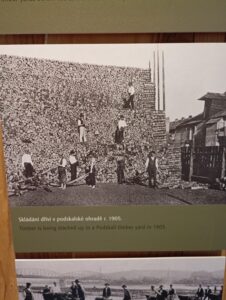 Skládání dříví v podskalské ohradě r. 1905.
Timber is being stacked up in a Podskalí timber yard in 1905.